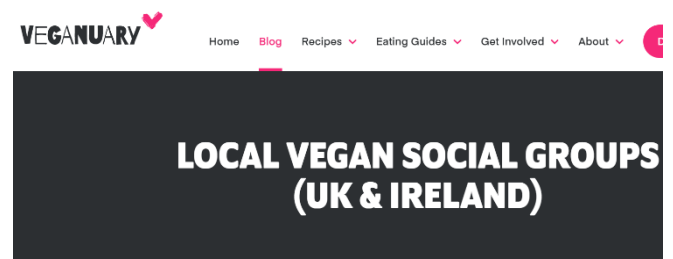 VEGANUARY
Home Blog Recipes Eating Guides Get Involved About D
LOCAL VEGAN SOCIAL GROUPS
(UK & IRELAND)